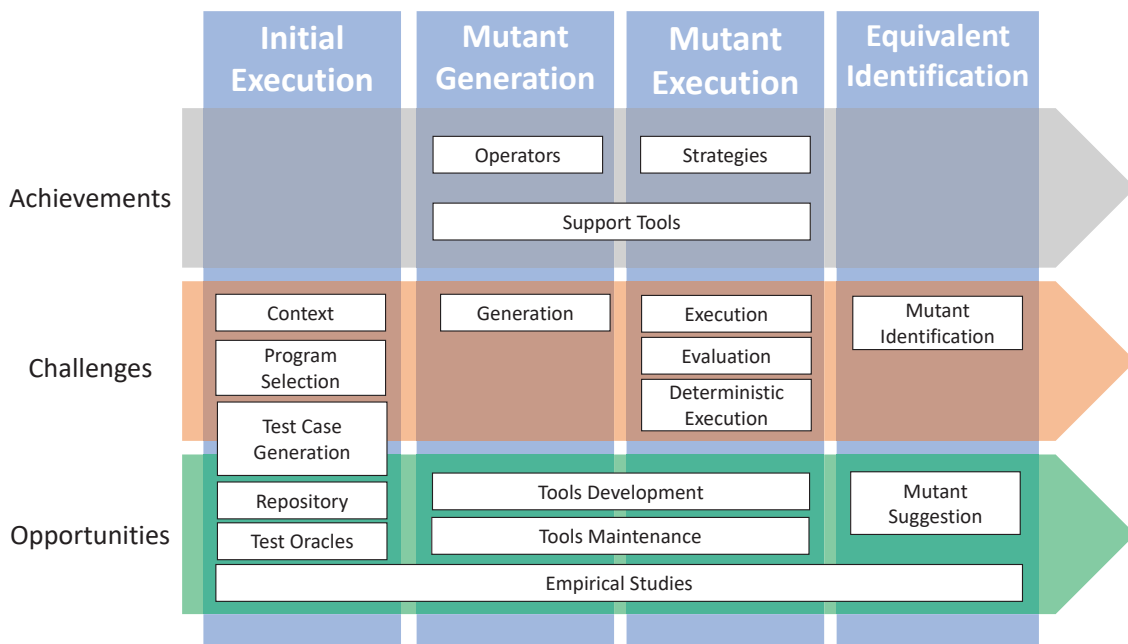 Initial
Execution
Mutant
Generation
Mutant
Execution
Equivalent
Identification
Achievements
Operators
Strategies
Support Tools
Challenges
Context
Generation
Execution
Mutant
Identification
Program
Selection
Evaluation
Deterministic
Execution
Test Case
Generation
Opportunities
Repository
Tools Development
Mutant
Suggestion
Test Oracles
Tools Maintenance
Empirical Studies